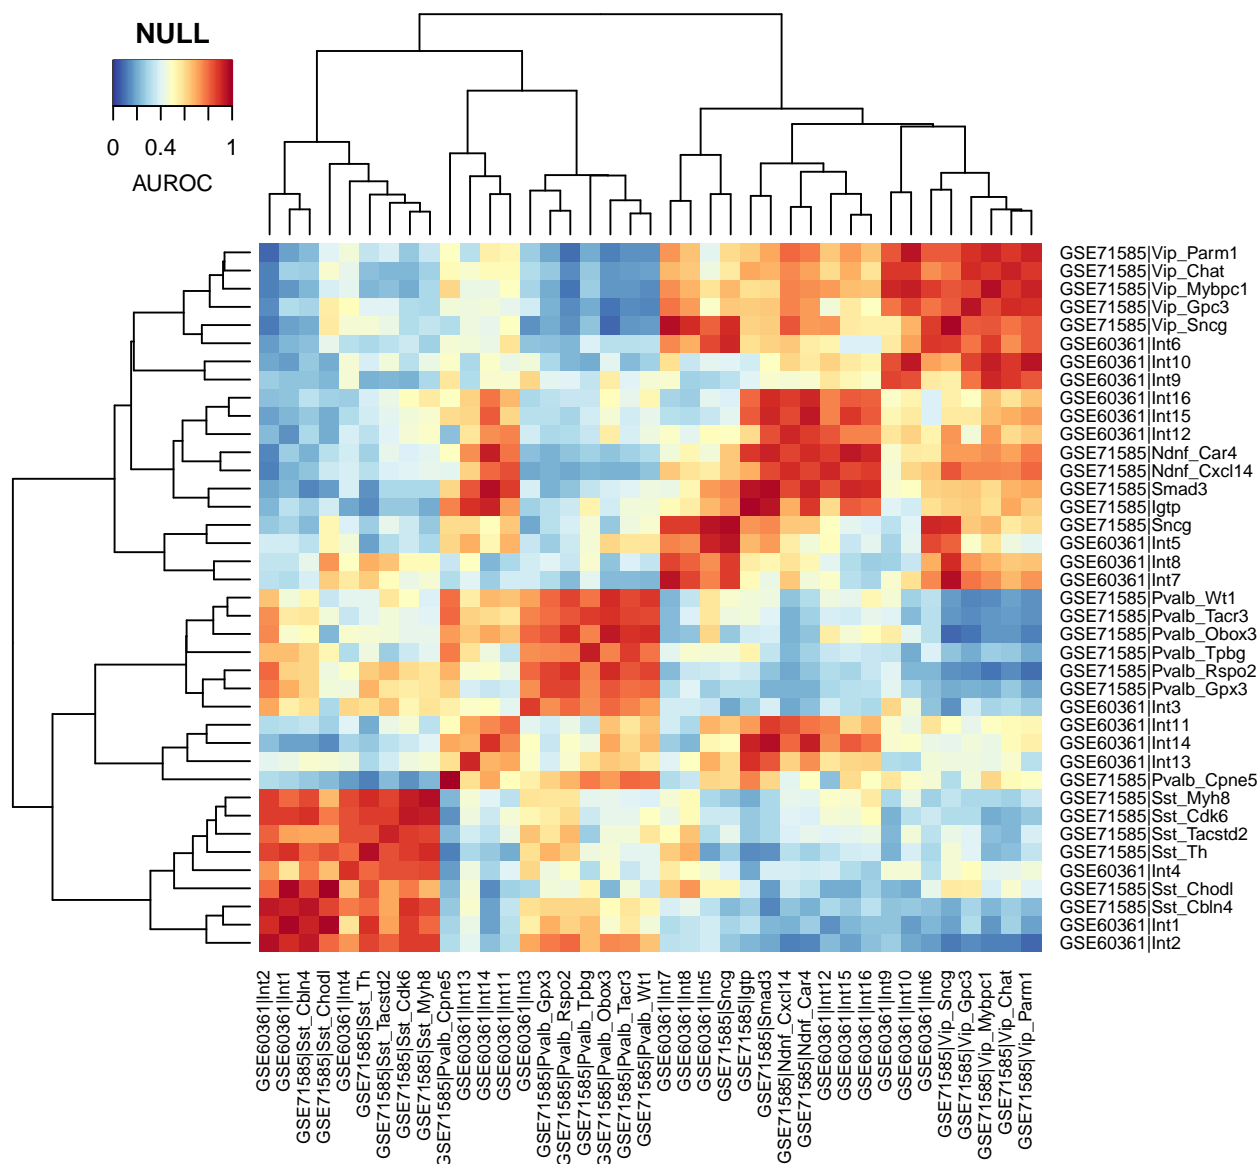 NULL
0 0.4 1
AUROC
GSE71585|Vip_Parm1
GSE71585|Vip_Chat
GSE71585|Vip_Mybpc1
GSE71585|Vip_Gpc3
GSE71585|Vip_Sncg
GSE60361|Int6
GSE60361|Int10
GSE60361|Int9
GSE60361|Int16
GSE60361|Int15
GSE60361|Int12
GSE71585|Ndnf_Car4
GSE71585|Ndnf_Cxcl14
GSE71585|Smad3
GSE71585|Igtp
GSE71585|Sncg
GSE60361|Int5
GSE60361|Int8
GSE60361|Int7
GSE71585|Pvalb_Wt1
GSE71585|Pvalb_Tacr3
GSE71585|Pvalb_Obox3
GSE71585|Pvalb_Tpbg
GSE71585|Pvalb_Rspo2
GSE71585|Pvalb_Gpx3
GSE60361|Int3
GSE60361|Int11
GSE60361|Int14
GSE60361|Int13
GSE71585|Pvalb_Cpne5
GSE71585|Sst_Myh8
GSE71585|Sst_Cdk6
GSE71585|Sst_Tacstd2
GSE71585|Sst_Th
GSE60361|Int4
GSE71585|Sst_Chodl
GSE71585|Sst_Cbln4
GSE60361|Int1
GSE60361|Int2
GSE60361|Int2
GSE60361|Int1
GSE71585|Sst_Cbln4
GSE71585|Sst_Chodl
GSE60361|Int4
GSE71585|Sst_Th
GSE71585|Sst_Tacstd2
GSE71585|Sst_Cdk6
GSE71585|Sst_Myh8
GSE71585|Pvalb_Cpne5
GSE60361|Int13
GSE60361|Int14
GSE60361|Int11
GSE60361|Int3
GSE71585|Pvalb_Gpx3
GSE71585|Pvalb_Rspo2
GSE71585|Pvalb_Tpbg
GSE71585|Pvalb_Obox3
GSE71585|Pvalb_Tacr3
GSE71585|Pvalb_Wt1
GSE60361|Int7
GSE60361|Int8
GSE60361|Int5
GSE71585|Sncg
GSE71585|Igtp
GSE71585|Smad3
GSE71585|Ndnf_Cxcl14
GSE71585|Ndnf_Car4
GSE60361|Int12
GSE60361|Int15
GSE60361|Int16
GSE60361|Int9
GSE60361|Int10
GSE60361|Int6
GSE71585|Vip_Sncg
GSE71585|Vip_Gpc3
GSE71585|Vip_Mybpc1
GSE71585|Vip_Chat
GSE71585|Vip_Parm1